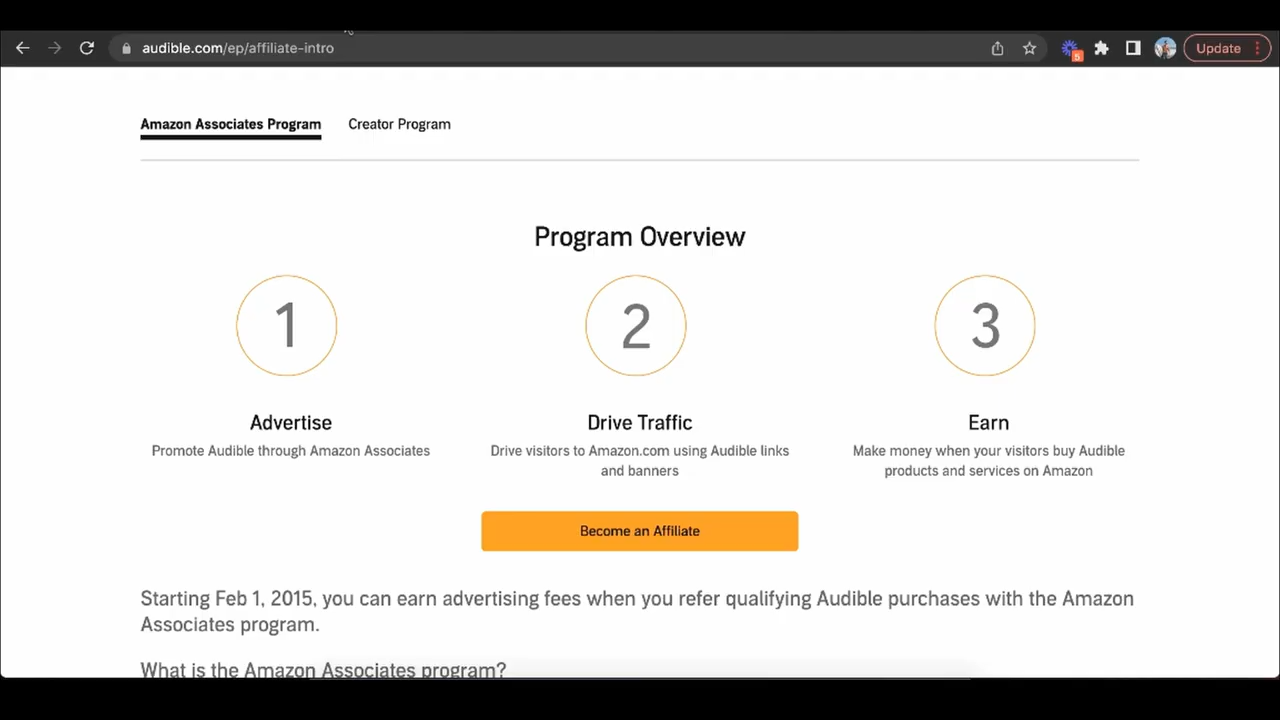 audible.com/ep/affiliate-intro
5
Update
Amazon Associates Program
Creator Program
Program Overview
1
2
3
Advertise
Drive Traffic
Earn
Promote Audible through Amazon Associates
Drive visitors to Amazon.com using Audible links
and banners
Make money when your visitors buy Audible
products and services on Amazon
Become an Affiliate
Starting Feb 1, 2015, you can earn advertising fees when you refer qualifying Audible purchases with the Amazon
Associates program.
What is the Amazon Associates program?